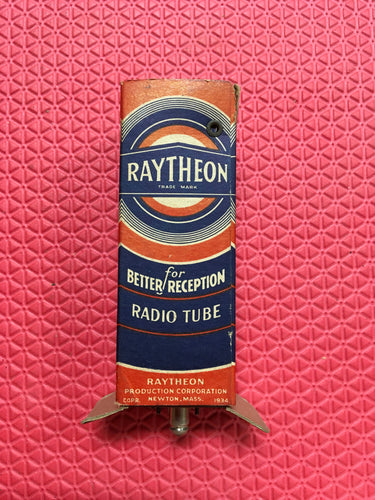 RAYTHEON
TRADE MARK
for
BETTER RECEPTION
RADIO TUBE
RAYTHEON
PRODUCTION CORPORATION
COPR. NEWTON, MASS. 1934